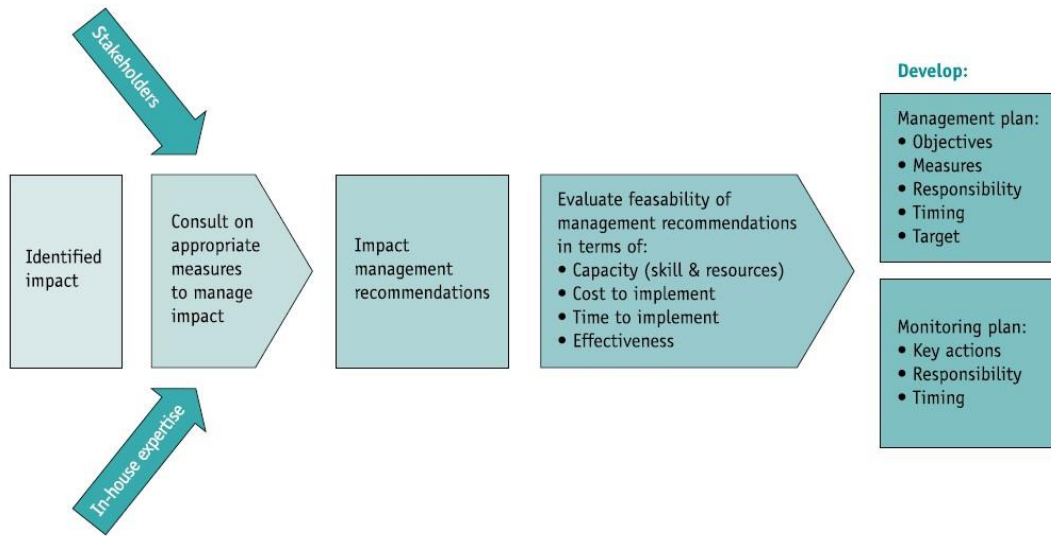 Stakeholders
Identified
impact
Consult on
appropriate
measures
to manage
impact
In-house expertise
Impact
management
recommendations
Evaluate feasability of
management recommendations
in terms of:
• Capacity (skill & resources)
• Cost to implement
• Time to implement
• Effectiveness
Develop:
Management plan:
• Objectives
• Measures
• Responsibility
• Timing
• Target
Monitoring plan:
• Key actions
• Responsibility
• Timing